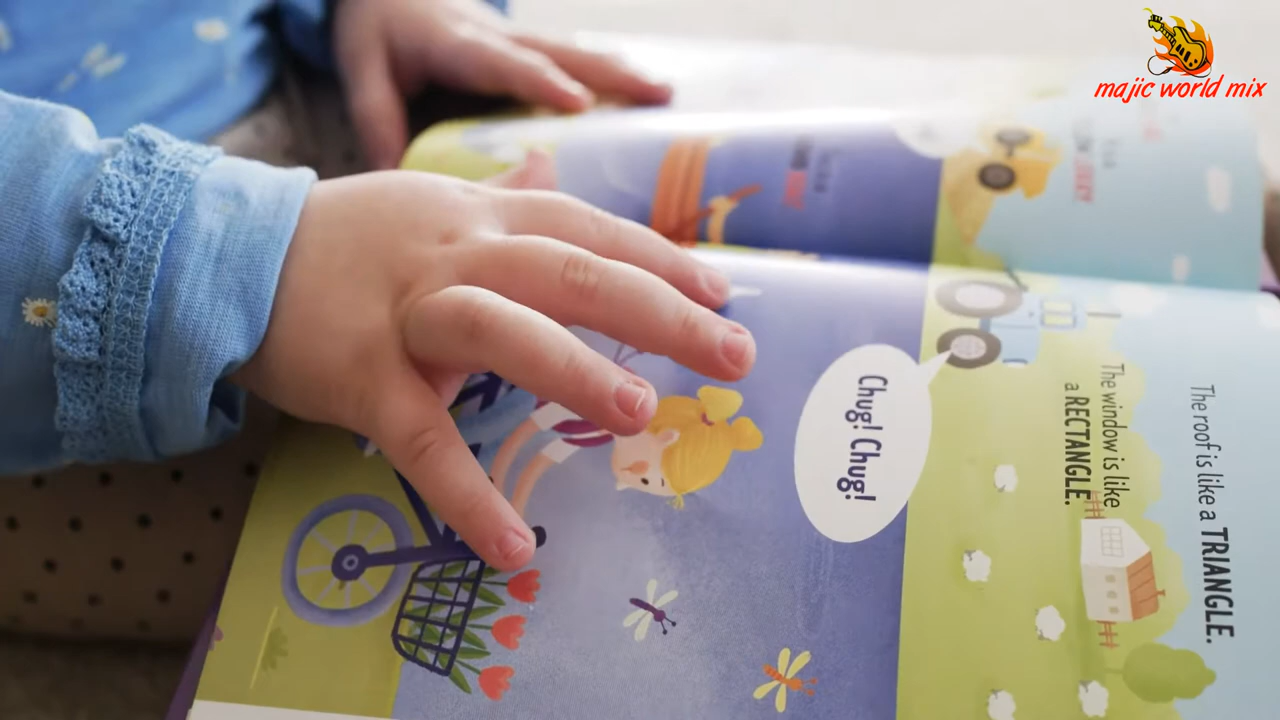 majic world mix
The roof is like a TRIANGLE.
The window is like
a RECTANGLE.
Chug! Chug!